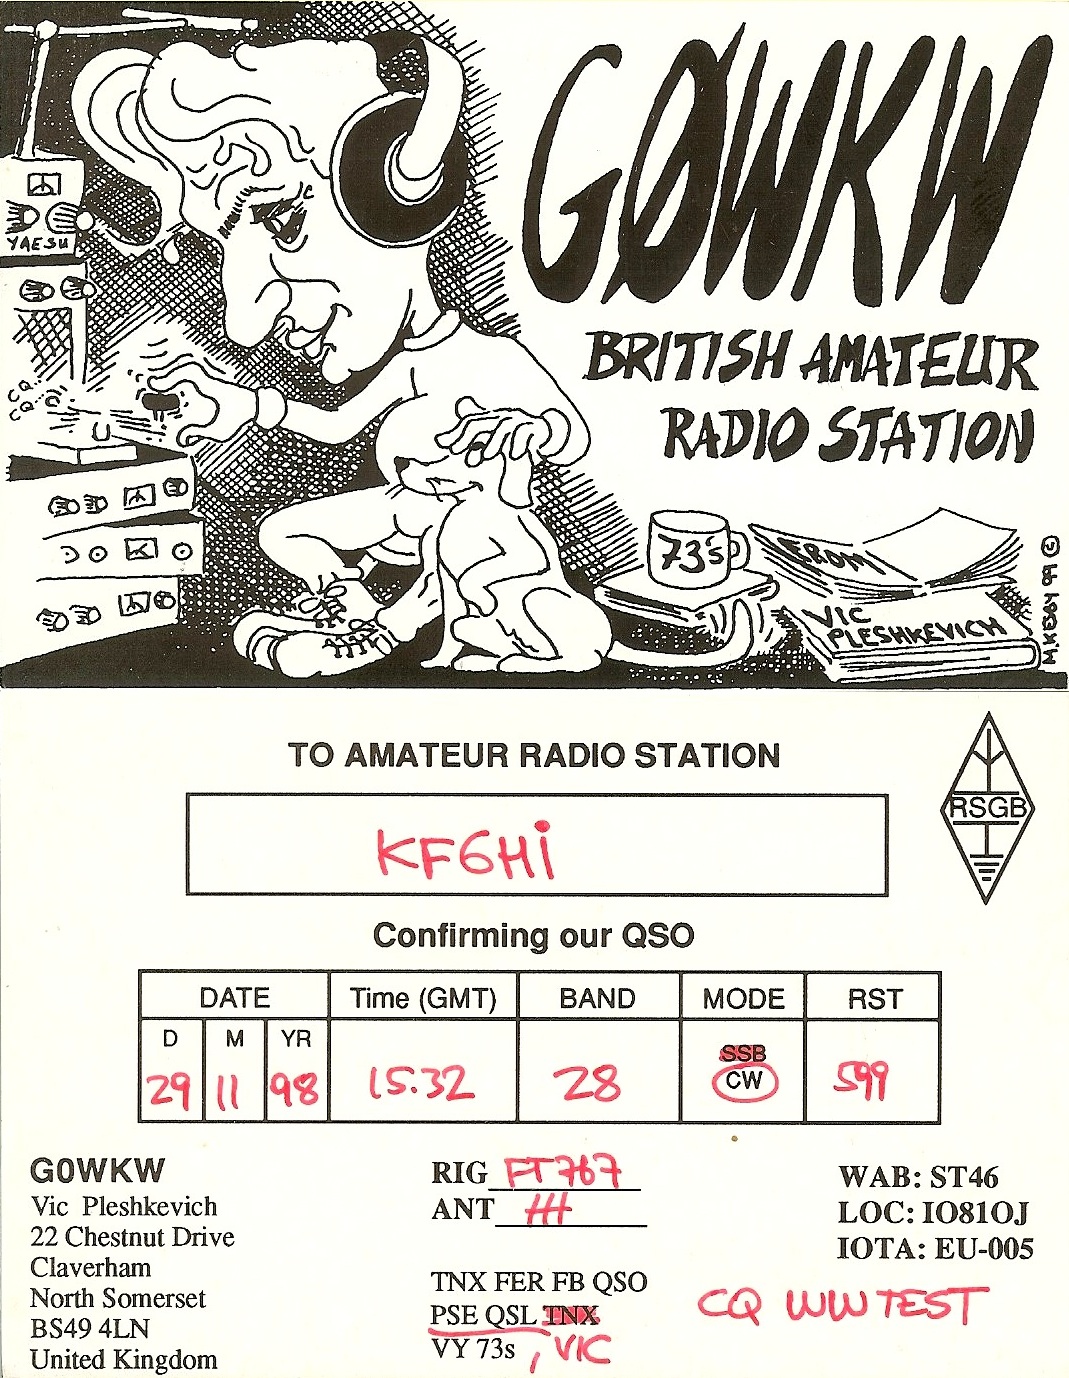 GØWKW
BRITISH AMATEUR
RADIO STATION
YAESU
CQ
CQ
73's
FROM
VIC
PLESHKEVICH
M.KEABY 99 ©
TO AMATEUR RADIO STATION
KF6HI
RSGB
Confirming our QSO
DATE Time (GMT) BAND MODE RST
D M YR
29 11 98 15:32 28 SSB CW 599
G0WKW
Vic Pleshkevich
22 Chestnut Drive
Claverham
North Somerset
BS49 4LN
United Kingdom
RIG FT767
ANT
TNX FER FB QSO
PSE QSL TNX
VY 73s, VIC
WAB: ST46
LOC: IO81OJ
IOTA: EU-005
CQ WW TEST